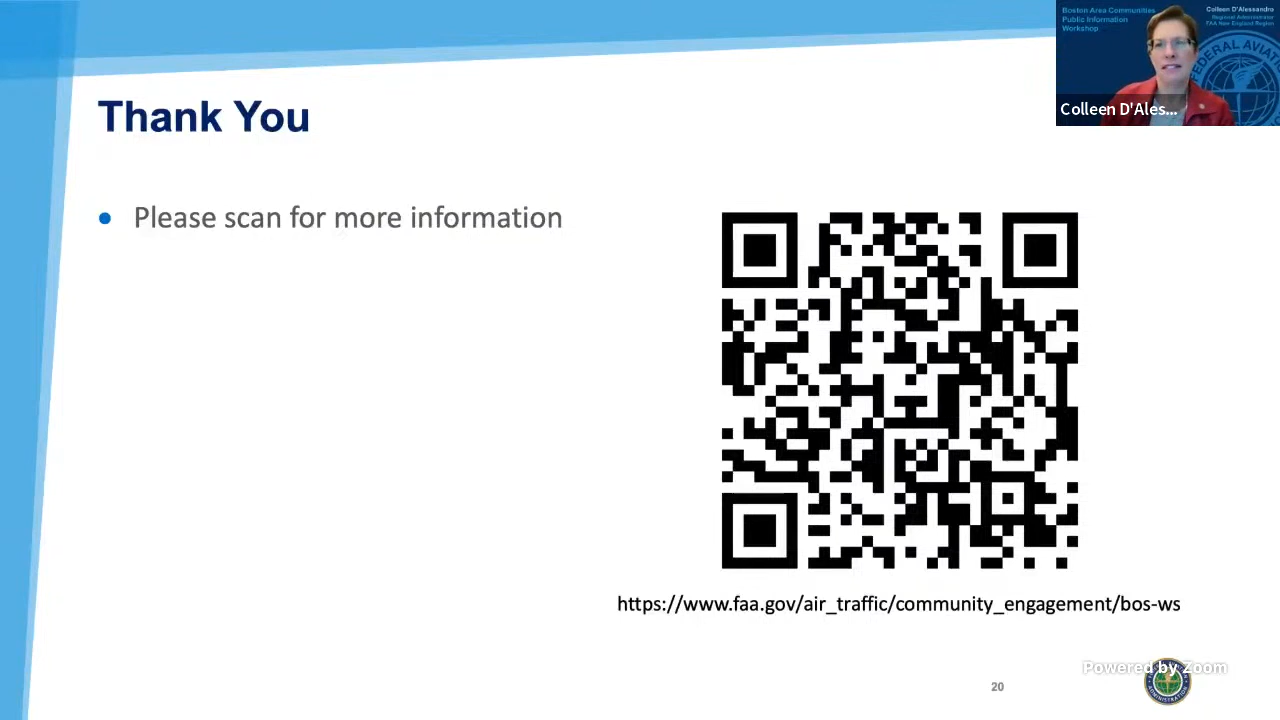 Boston Area Communities
Public Information
Workshop
Colleen D'Alessandro
Regional Administrator
FAA New England Region
FEDERAL AVIATI
Colleen D'Ales...
Thank You
• Please scan for more information
https://www.faa.gov/air_traffic/community_engagement/bos-ws
Powered by Zoom
20